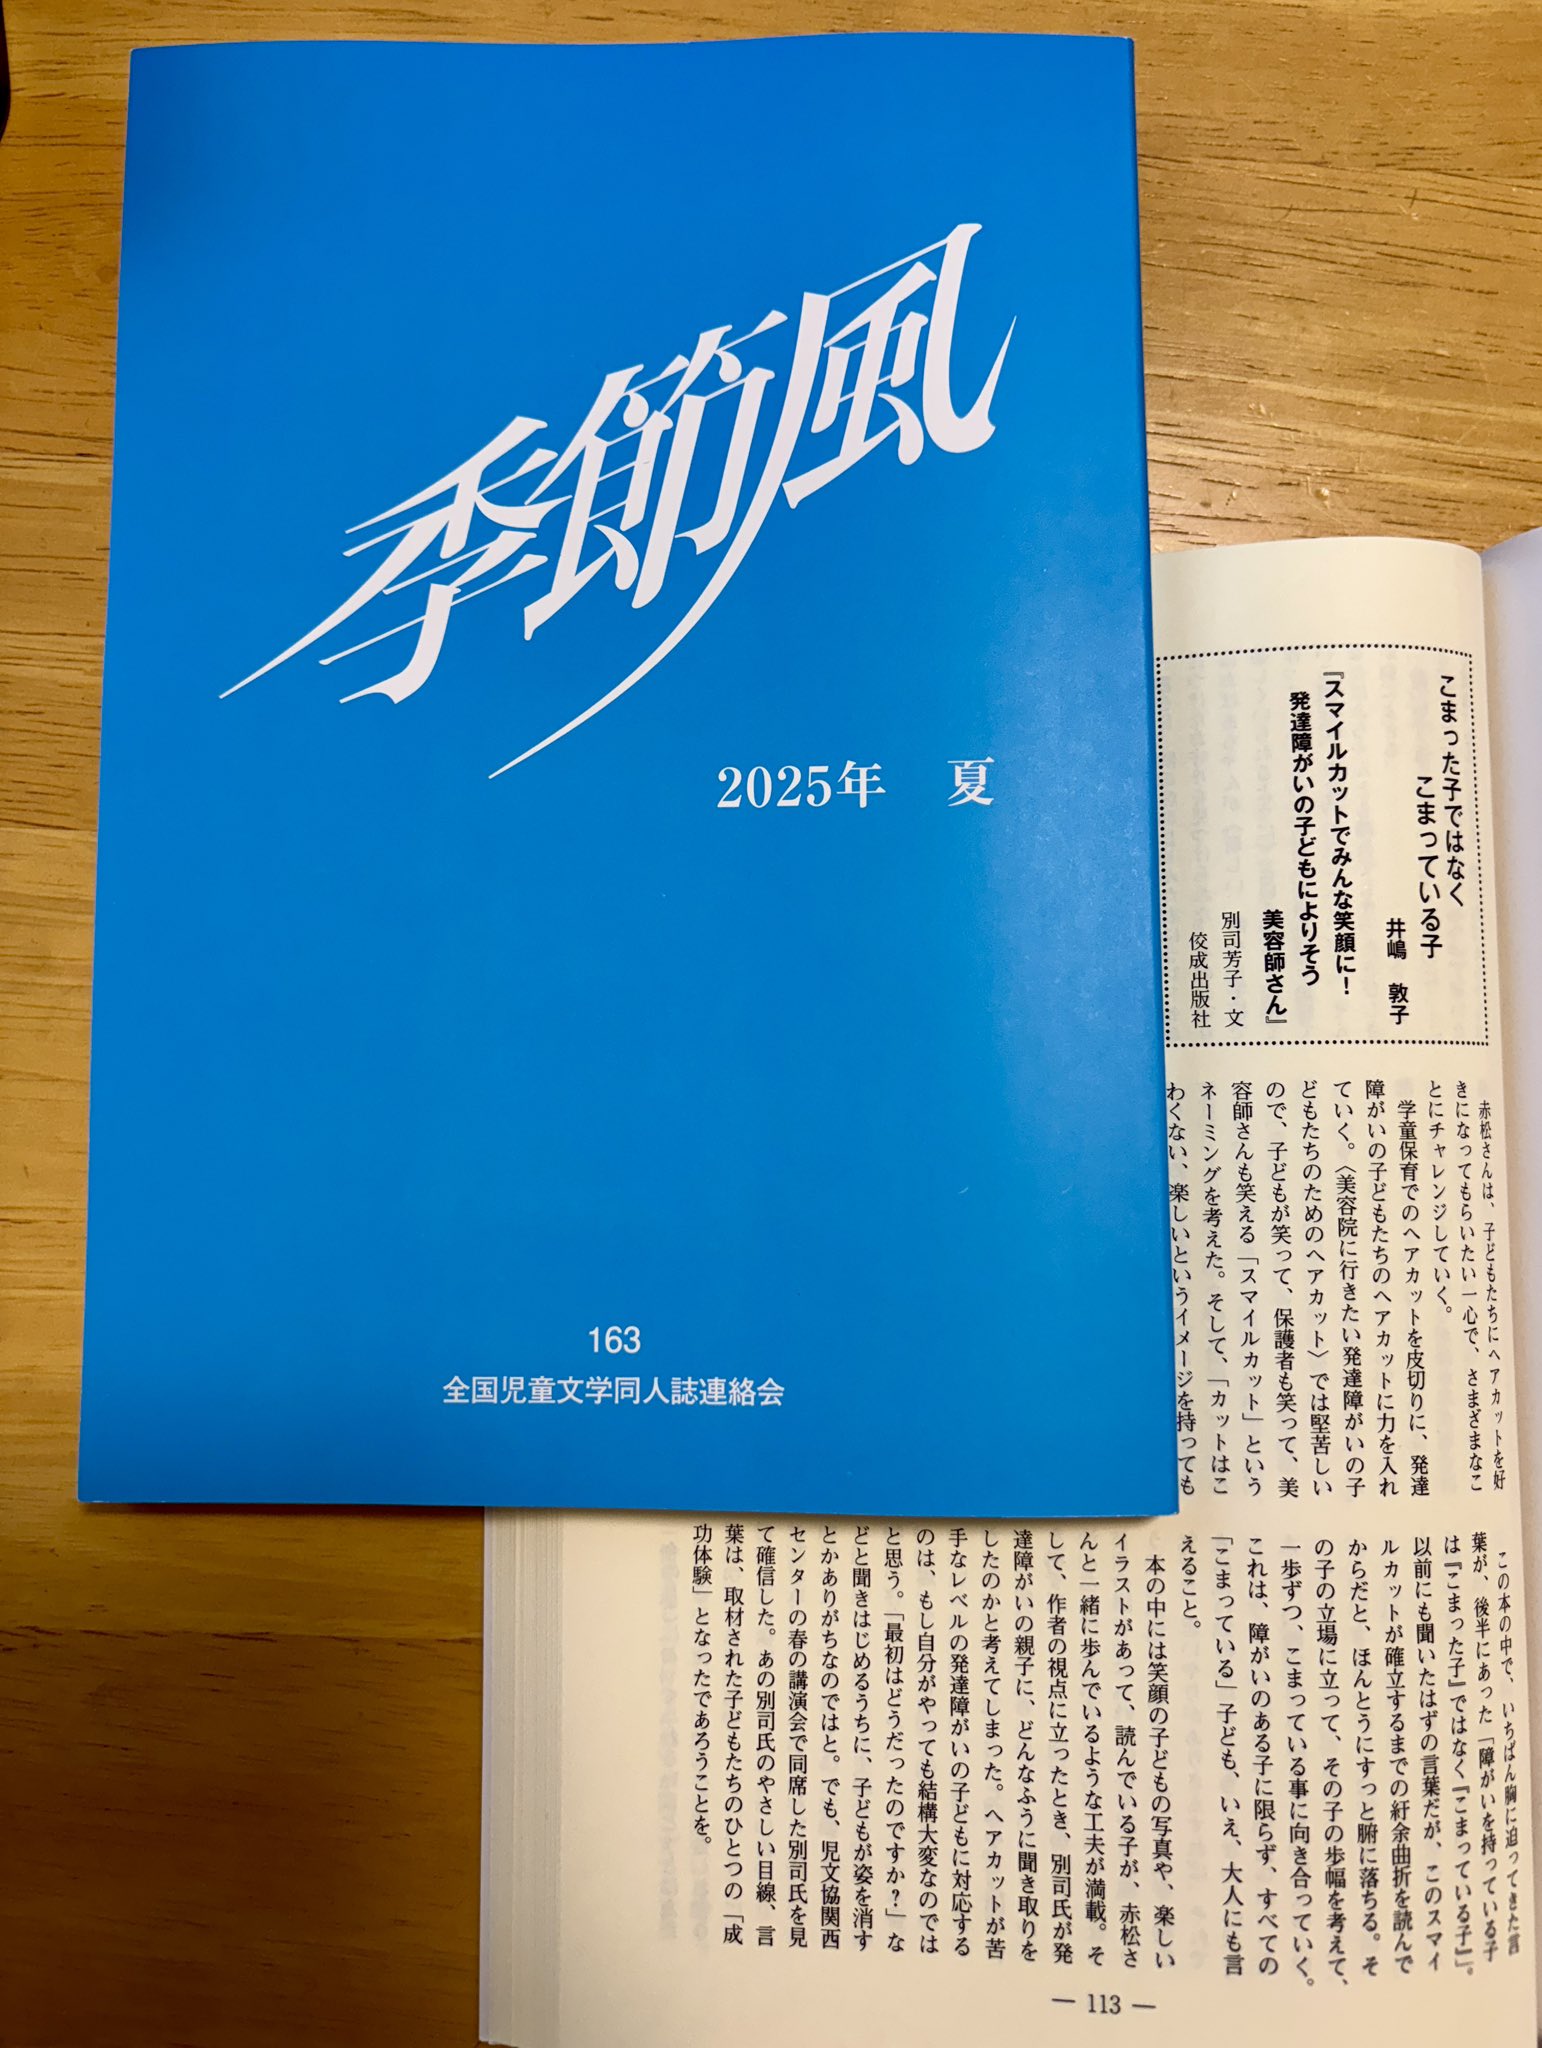 季節風
2025年 夏
163
全国児童文学同人誌連絡会
こまった子ではなく
こまっている子
井嶋 敦子
『スマイルカットでみんな笑顔に!
発達障がいの子どもによりそう
美容師さん』
別司芳子・文
佼成出版社
赤松さんは、子どもたちにヘアカットを好
きになってもらいたい一心で、さまざまなこ
とにチャレンジしていく。
学童保育でのヘアカットを皮切りに、発達
障がいの子どもたちのヘアカットに力を入れ
ていく。〈美容院に行きたい発達障がいの子
どもたちのためのヘアカット〉では堅苦しい
ので、子どもが笑って、保護者も笑って、美
容師さんも笑える「スマイルカット」という
ネーミングを考えた。そして、「カットはこ
わくない、楽しいというイメージを持っても
この本の中で、いちばん胸に迫ってきた言
葉が、後半にあった「障がいを持っている子
は『こまった子』ではなく『こまっている子』」。
以前にも聞いたはずの言葉だが、このスマイ
ルカットが確立するまでの紆余曲折を読んで
からだと、ほんとうにすっと腑に落ちる。そ
の子の立場に立って、その子の歩幅を考えて、
一歩ずつ、こまっている事に向き合っていく。
これは、障がいのある子に限らず、すべての
「こまっている」子ども、いえ、大人にも言
えること。
本の中には笑顔の子どもの写真や、楽しい
イラストがあって、読んでいる子が、赤松さ
んと一緒に歩んでいるような工夫が満載。そ
して、作者の視点に立ったとき、別司氏が発
達障がいの親子に、どんなふうに聞き取りを
したのかと考えてしまった。ヘアカットが苦
手なレベルの発達障がいの子どもに対応する
のは、もし自分がやっても結構大変なのでは
と思う。「最初はどうだったのですか?」な
どと聞きはじめるうちに、子どもが姿を消す
とかありがちなのではと。でも、児文協関西
センターの春の講演会で同席した別司氏を見
て確信した。あの別司氏のやさしい目線、言
葉は、取材された子どもたちのひとつの「成
功体験」となったであろうことを。
— 113 —